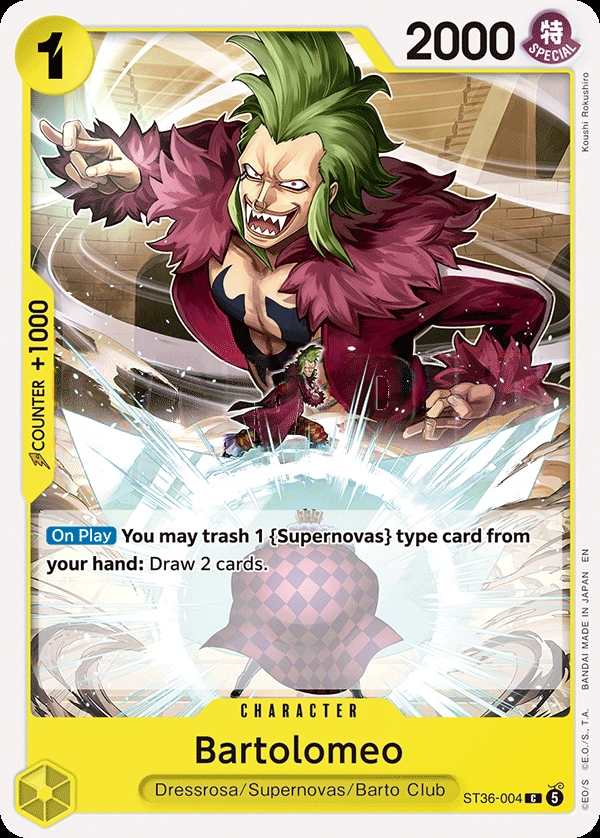 1
2000
特
SPECIAL
Koushi Rokushiro
COUNTER +1000
On Play You may trash 1 {Supernovas} type card from
your hand: Draw 2 cards.
BANDAI MADE IN JAPAN EN
©E/S ©E.O./S., T.A.
CHARACTER
Bartolomeo
Dressrosa/Supernovas/Barto Club
ST36-004 C 5